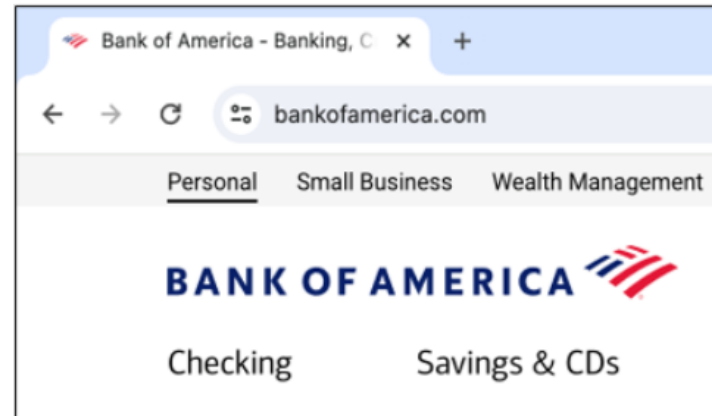 Bank of America - Banking, C
bankofamerica.com
Personal Small Business Wealth Management
BANK OF AMERICA
Checking Savings & CDs